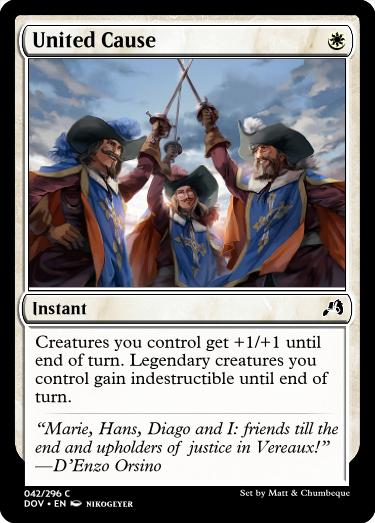 United Cause
Instant
Creatures you control get +1/+1 until
end of turn. Legendary creatures you
control gain indestructible until end of
turn.
“Marie, Hans, Diago and I: friends till the
end and upholders of justice in Vereaux!”
—D’Enzo Orsino
042/296 C
DOV • EN NIKOGEYER
Set by Matt & Chumbeque